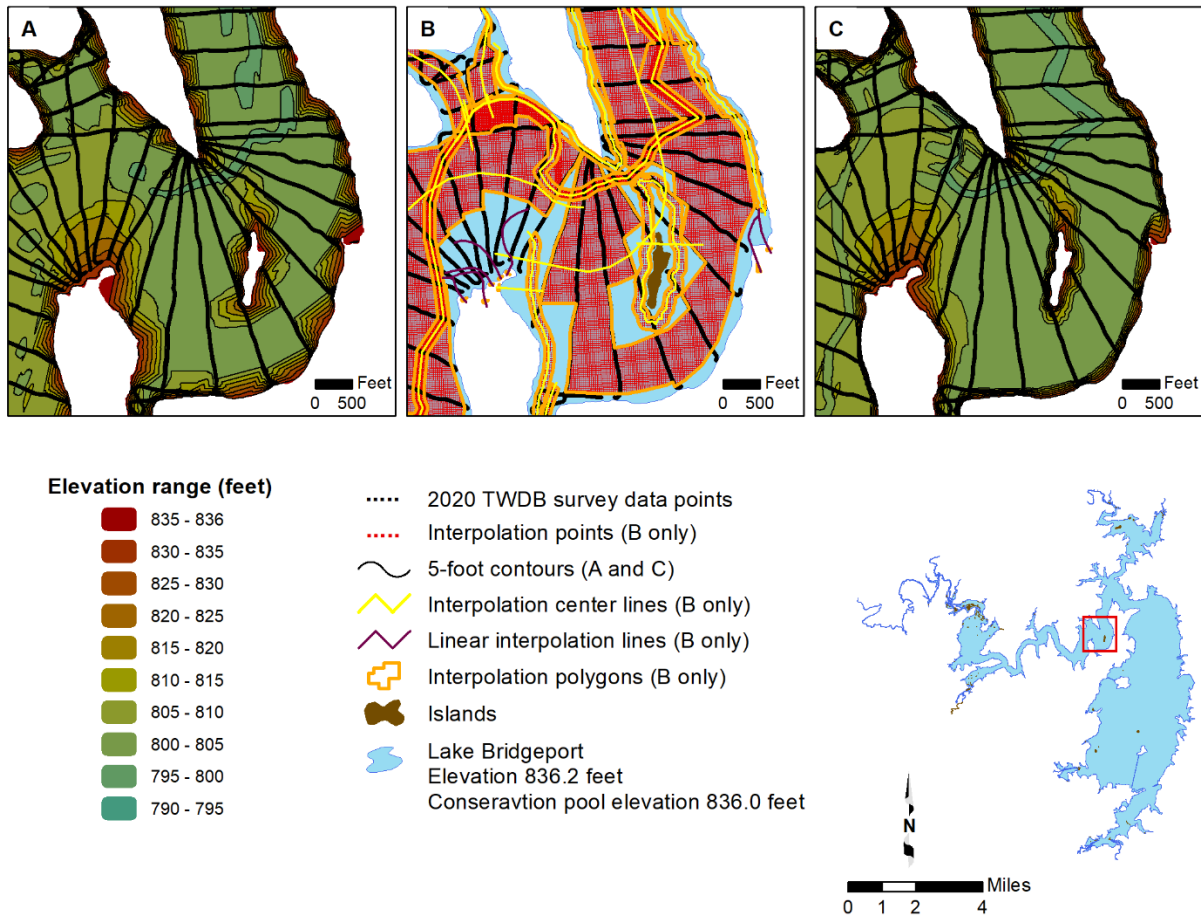 A
B
C
Feet
0 500
Feet
0 500
Feet
0 500
Elevation range (feet)
835 - 836
830 - 835
825 - 830
820 - 825
815 - 820
810 - 815
805 - 810
800 - 805
795 - 800
790 - 795
2020 TWDB survey data points
Interpolation points (B only)
5-foot contours (A and C)
Interpolation center lines (B only)
Linear interpolation lines (B only)
Interpolation polygons (B only)
Islands
Lake Bridgeport
Elevation 836.2 feet
Conseravtion pool elevation 836.0 feet
N
Miles
0 1 2 4